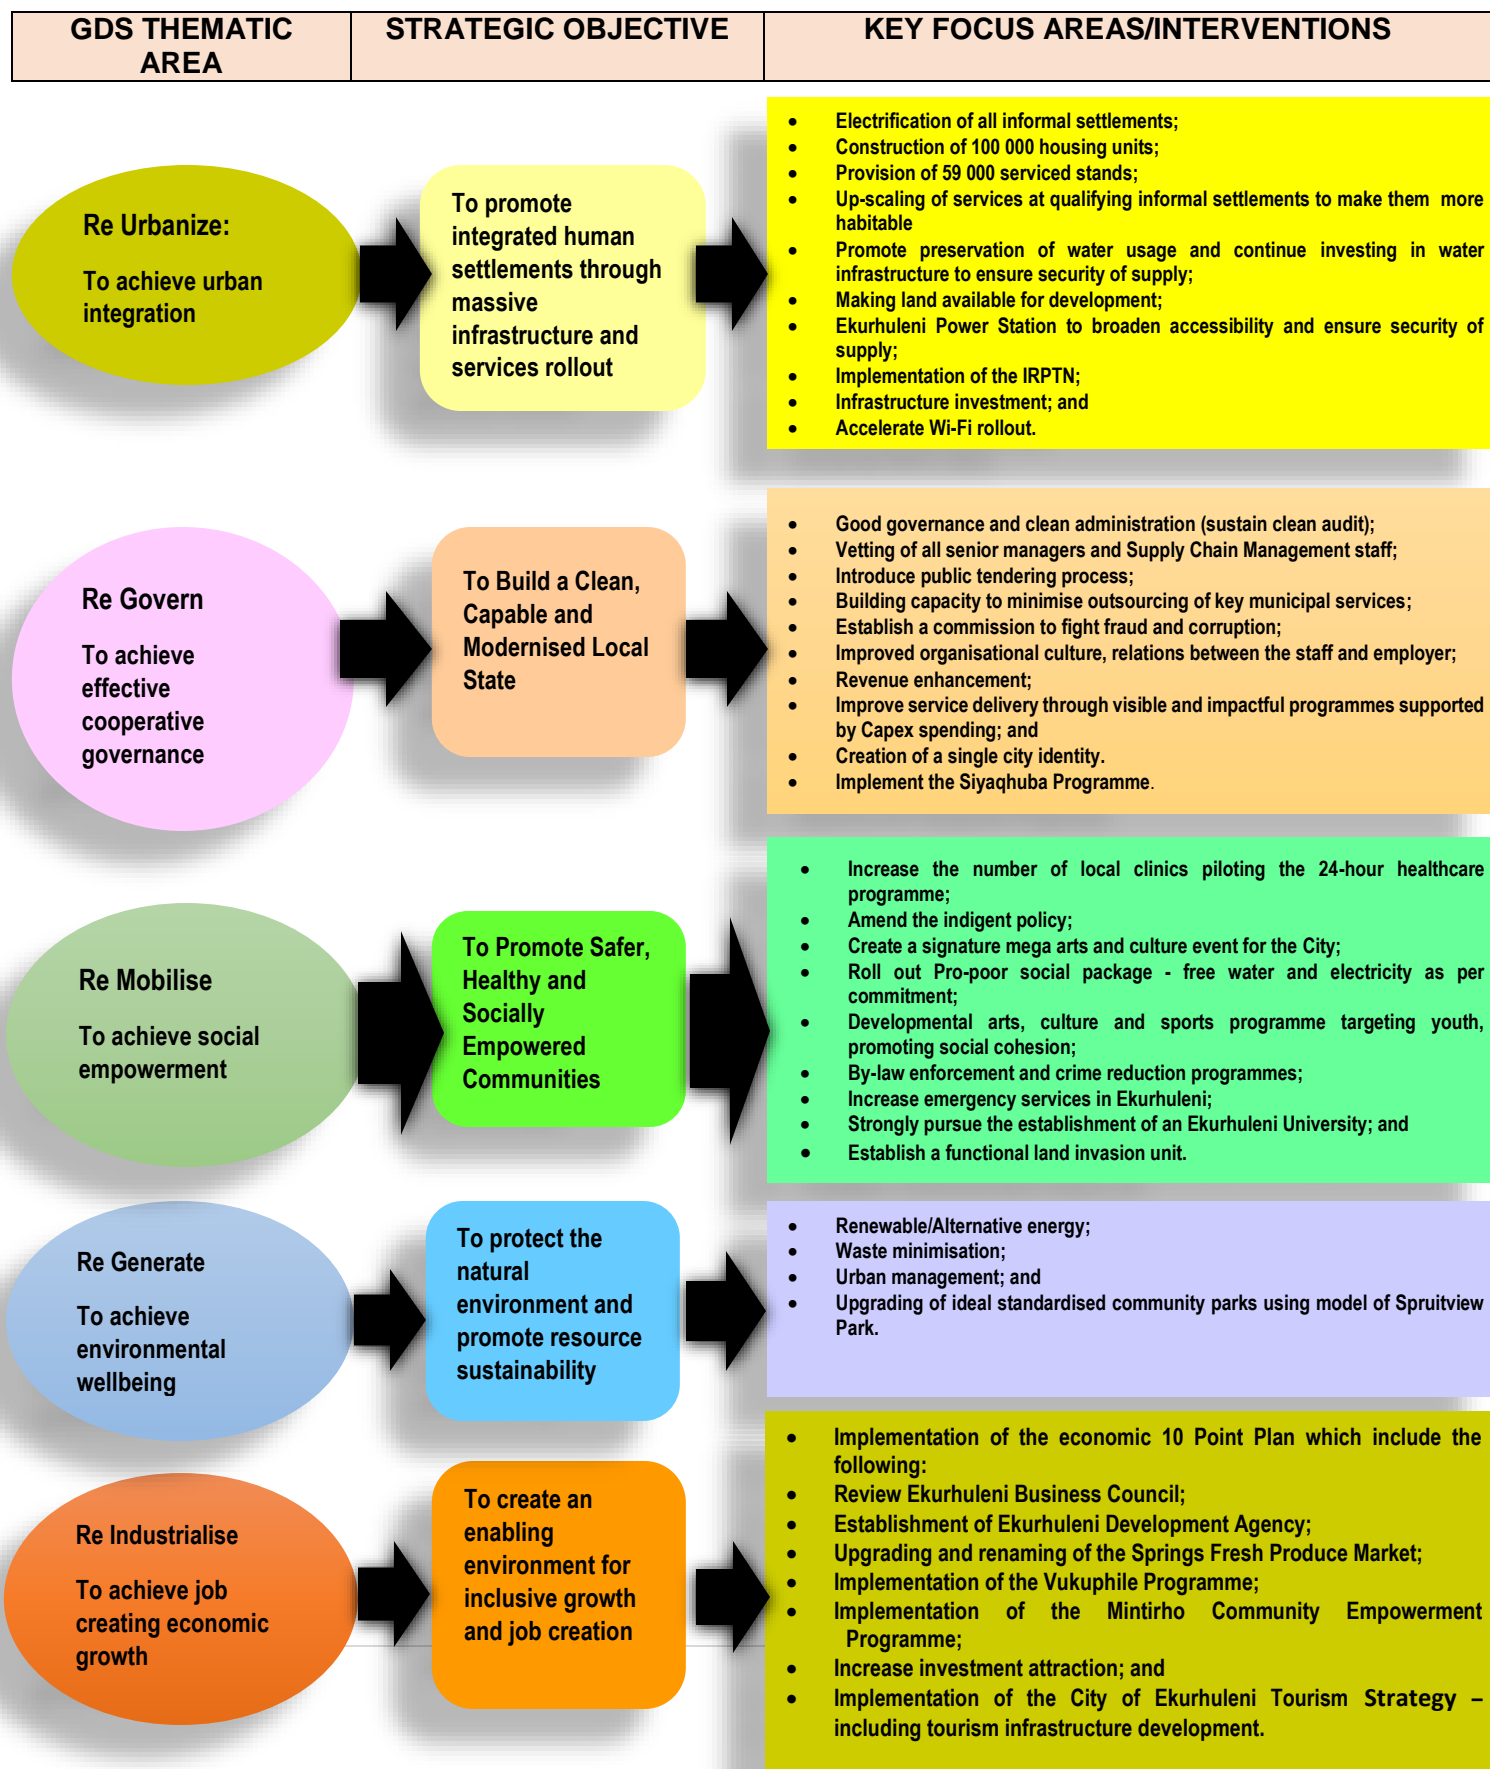 GDS THEMATIC
AREA
STRATEGIC OBJECTIVE
KEY FOCUS AREAS/INTERVENTIONS
Re Urbanize:
To achieve urban
integration
To promote
integrated human
settlements through
massive
infrastructure and
services rollout
• Electrification of all informal settlements;
• Construction of 100 000 housing units;
• Provision of 59 000 serviced stands;
• Up-scaling of services at qualifying informal settlements to make them more
habitable
• Promote preservation of water usage and continue investing in water
infrastructure to ensure security of supply;
• Making land available for development;
• Ekurhuleni Power Station to broaden accessibility and ensure security of
supply;
• Implementation of the IRPTN;
• Infrastructure investment; and
• Accelerate Wi-Fi rollout.
Re Govern
To achieve
effective
cooperative
governance
To Build a Clean,
Capable and
Modernised Local
State
• Good governance and clean administration (sustain clean audit);
• Vetting of all senior managers and Supply Chain Management staff;
• Introduce public tendering process;
• Building capacity to minimise outsourcing of key municipal services;
• Establish a commission to fight fraud and corruption;
• Improved organisational culture, relations between the staff and employer;
• Revenue enhancement;
• Improve service delivery through visible and impactful programmes supported
by Capex spending; and
• Creation of a single city identity.
• Implement the Siyaqhuba Programme.
Re Mobilise
To achieve social
empowerment
To Promote Safer,
Healthy and
Socially
Empowered
Communities
• Increase the number of local clinics piloting the 24-hour healthcare
programme;
• Amend the indigent policy;
• Create a signature mega arts and culture event for the City;
• Roll out Pro-poor social package - free water and electricity as per
commitment;
• Developmental arts, culture and sports programme targeting youth,
promoting social cohesion;
• By-law enforcement and crime reduction programmes;
• Increase emergency services in Ekurhuleni;
• Strongly pursue the establishment of an Ekurhuleni University; and
• Establish a functional land invasion unit.
Re Generate
To achieve
environmental
wellbeing
To protect the
natural
environment and
promote resource
sustainability
• Renewable/Alternative energy;
• Waste minimisation;
• Urban management; and
• Upgrading of ideal standardised community parks using model of Spruitview
Park.
Re Industrialise
To achieve job
creating economic
growth
To create an
enabling
environment for
inclusive growth
and job creation
• Implementation of the economic 10 Point Plan which include the
following:
• Review Ekurhuleni Business Council;
• Establishment of Ekurhuleni Development Agency;
• Upgrading and renaming of the Springs Fresh Produce Market;
• Implementation of the Vukuphile Programme;
• Implementation of the Mintirho Community Empowerment
Programme;
• Increase investment attraction; and
• Implementation of the City of Ekurhuleni Tourism Strategy –
including tourism infrastructure development.